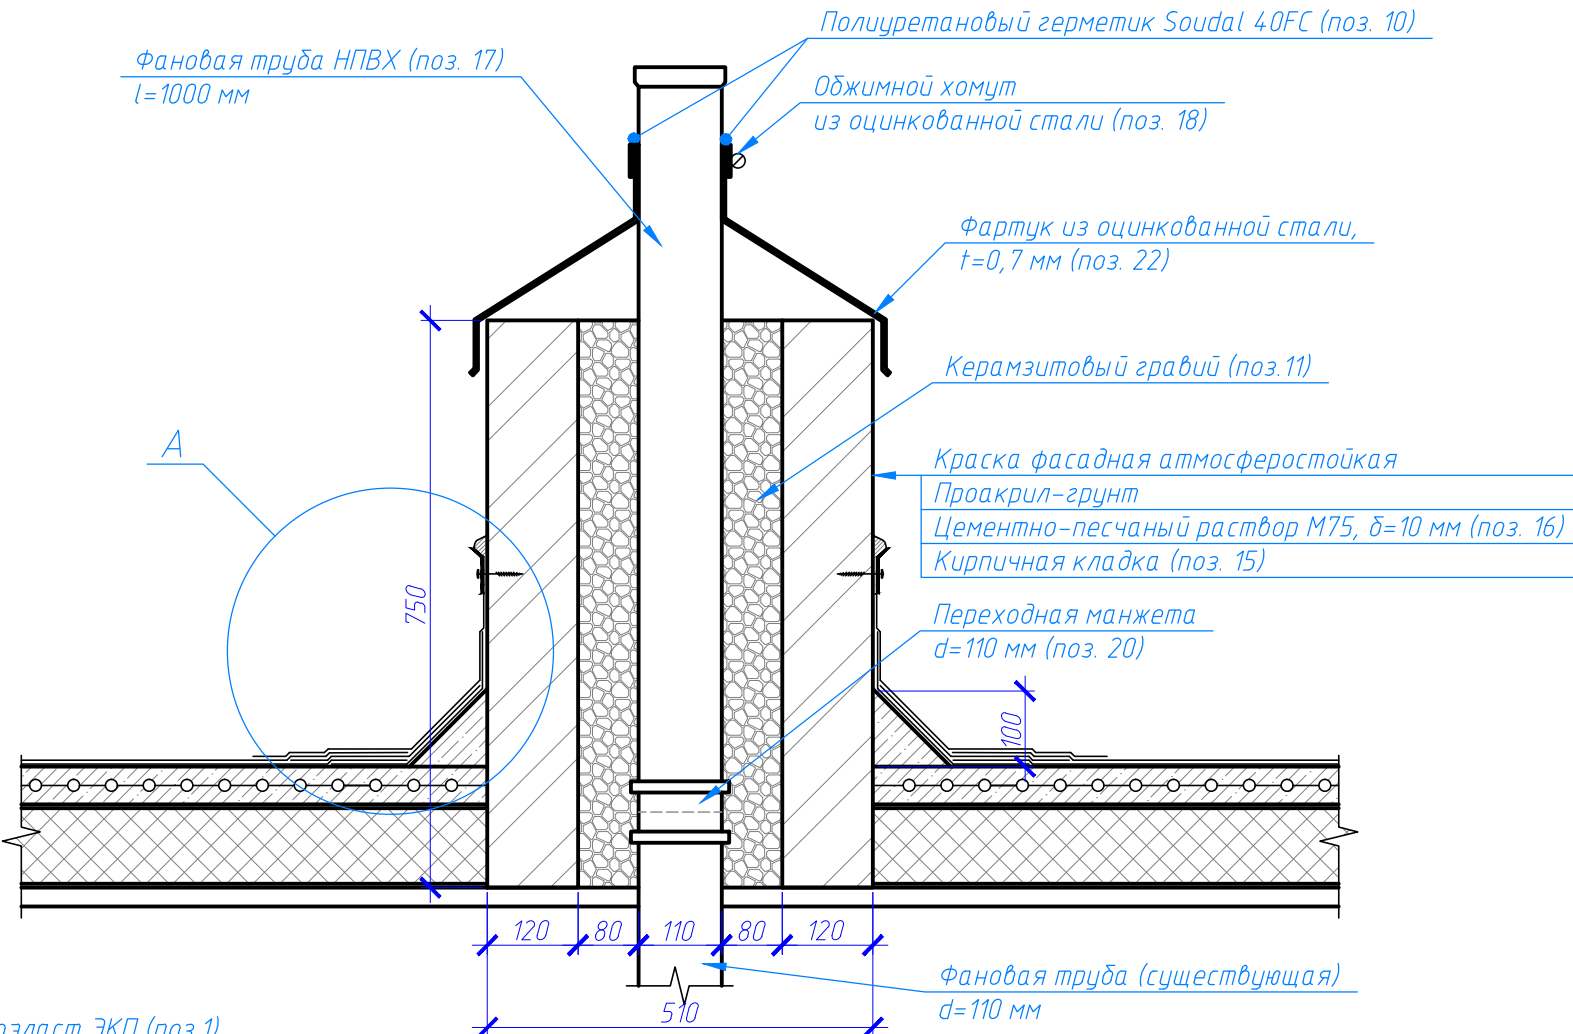 Полиуретановый герметик Soudal 40FC (поз. 10)
Фановая труба НПВХ (поз. 17)
l=1000 мм
Обжимной хомут
из оцинкованной стали (поз. 18)
Фартук из оцинкованной стали,
t=0,7 мм (поз. 22)
Керамзитовый гравий (поз.11)
А
Краска фасадная атмосферостойкая
Проакрил-грунт
Цементно-песчаный раствор М75, δ=10 мм (поз. 16)
Кирпичная кладка (поз. 15)
750
Переходная манжета
d=110 мм (поз. 20)
100
120 80 110 80 120
Фановая труба (существующая)
d=110 мм
510
ЭКП (поз.1)